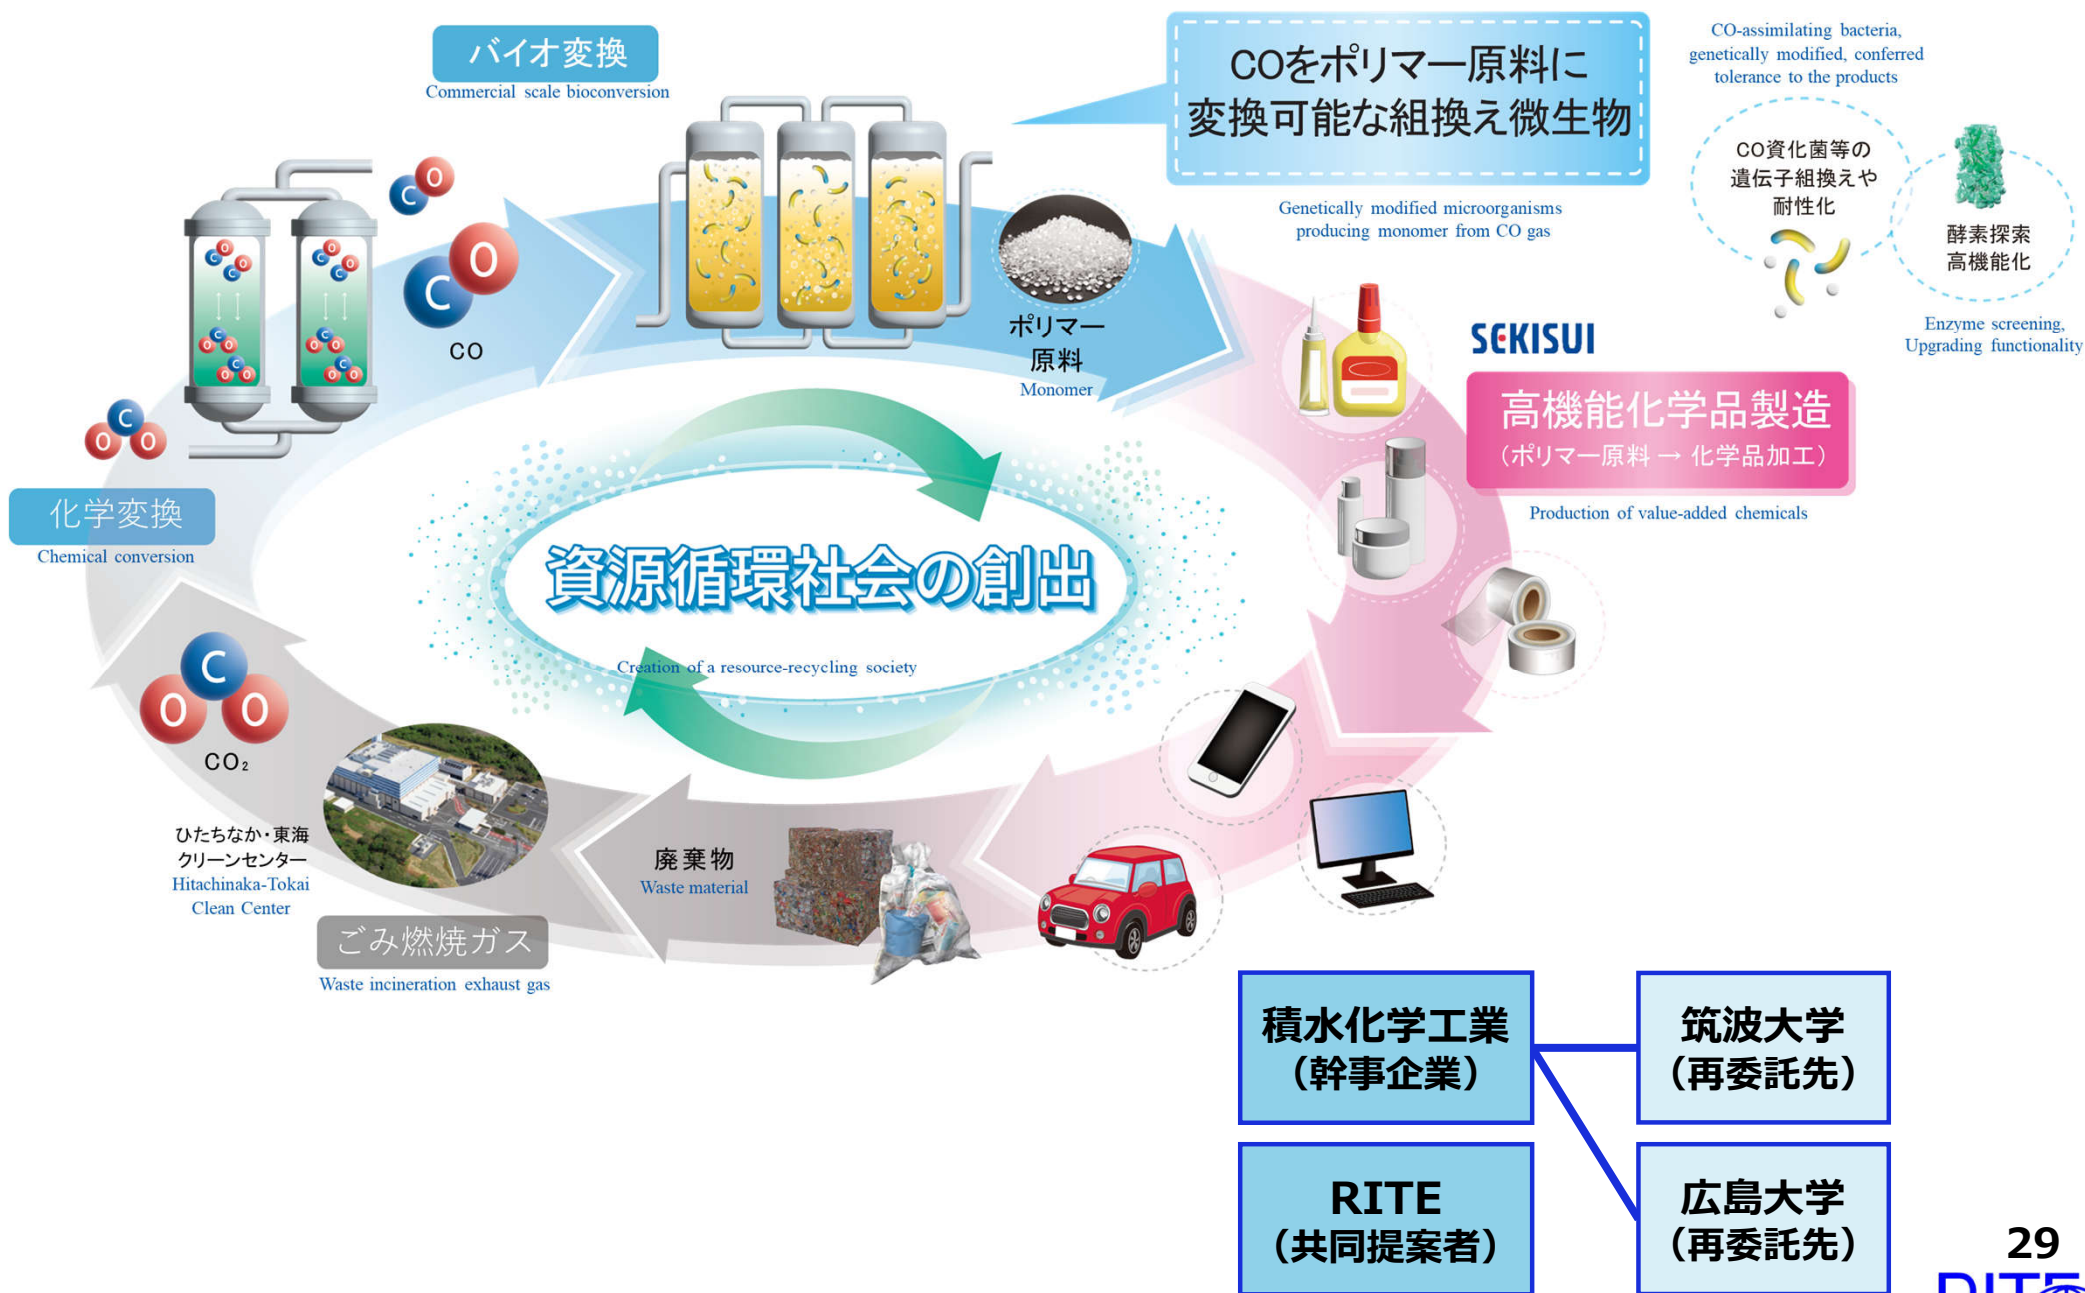 バイオ変換
Commercial scale bioconversion
COをポリマー原料に
変換可能な組換え微生物
Genetically modified microorganisms
producing monomer from CO gas
CO-assimilating bacteria,
genetically modified, conferred
tolerance to the products
CO資化菌等の
遺伝子組換えや
耐性化
酵素探索
高機能化
Enzyme screening,
Upgrading functionality
C O
C O
CO
ポリマー
原料
Monomer
SEKISUI
高機能化学品製造
(ポリマー原料 → 化学品加工)
Production of value-added chemicals
O C O
化学変換
Chemical conversion
資源循環社会の創出
Creation of a resource-recycling society
O C O
CO₂
ひたちなか・東海
クリーンセンター
Hitachinaka-Tokai
Clean Center
ごみ燃焼ガス
Waste incineration exhaust gas
廃棄物
Waste material
積水化学工業
（幹事企業）
筑波大学
（再委託先）
RITE
（共同提案者）
広島大学
（再委託先）
29
RITE